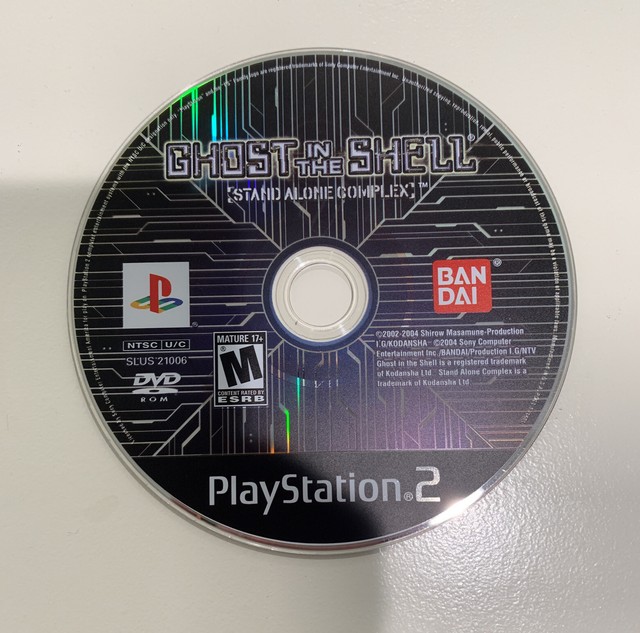 GHOST IN THE SHELL®
[STAND ALONE COMPLEX]™
BAN
DAI
®
NTSC U/C
SLUS 21006
DVD
ROM
MATURE 17+
M
®
CONTENT RATED BY
ESRB
©2002-2004 Shirow Masamune-Production
I.G/KODANSHA ©2004 Sony Computer
Entertainment Inc./BANDAI/Production I.G/NTV
Ghost in the Shell is a registered trademark
of Kodansha Ltd. Stand Alone Complex is a
trademark of Kodansha Ltd
PlayStation®2